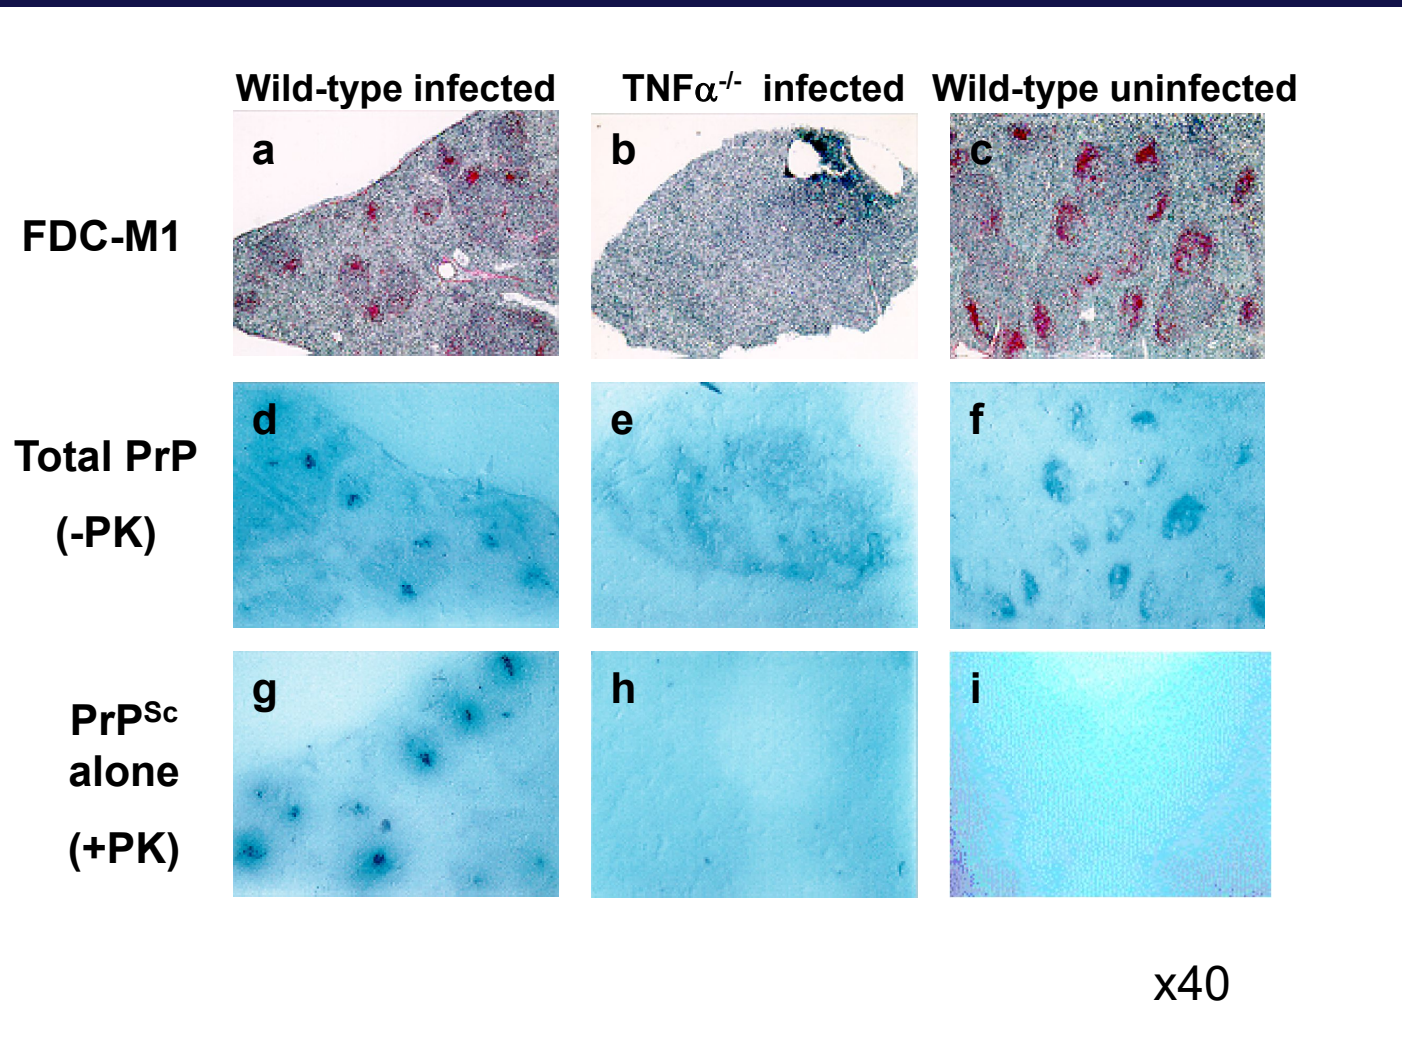 Wild-type infected TNFα-/- infected Wild-type uninfected
a b c
FDC-M1
d e f
Total PrP
(-PK)
g h i
PrPSc
alone
(+PK)
x40